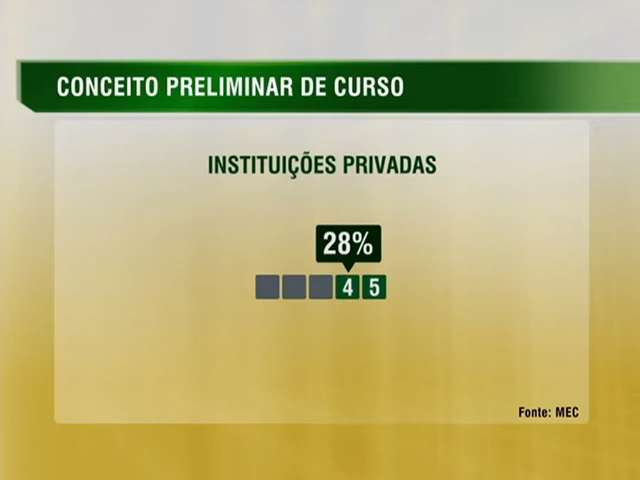 CONCEITO PRELIMINAR DE CURSO
INSTITUIÇÕES PRIVADAS
28%
4 5
Fonte: MEC